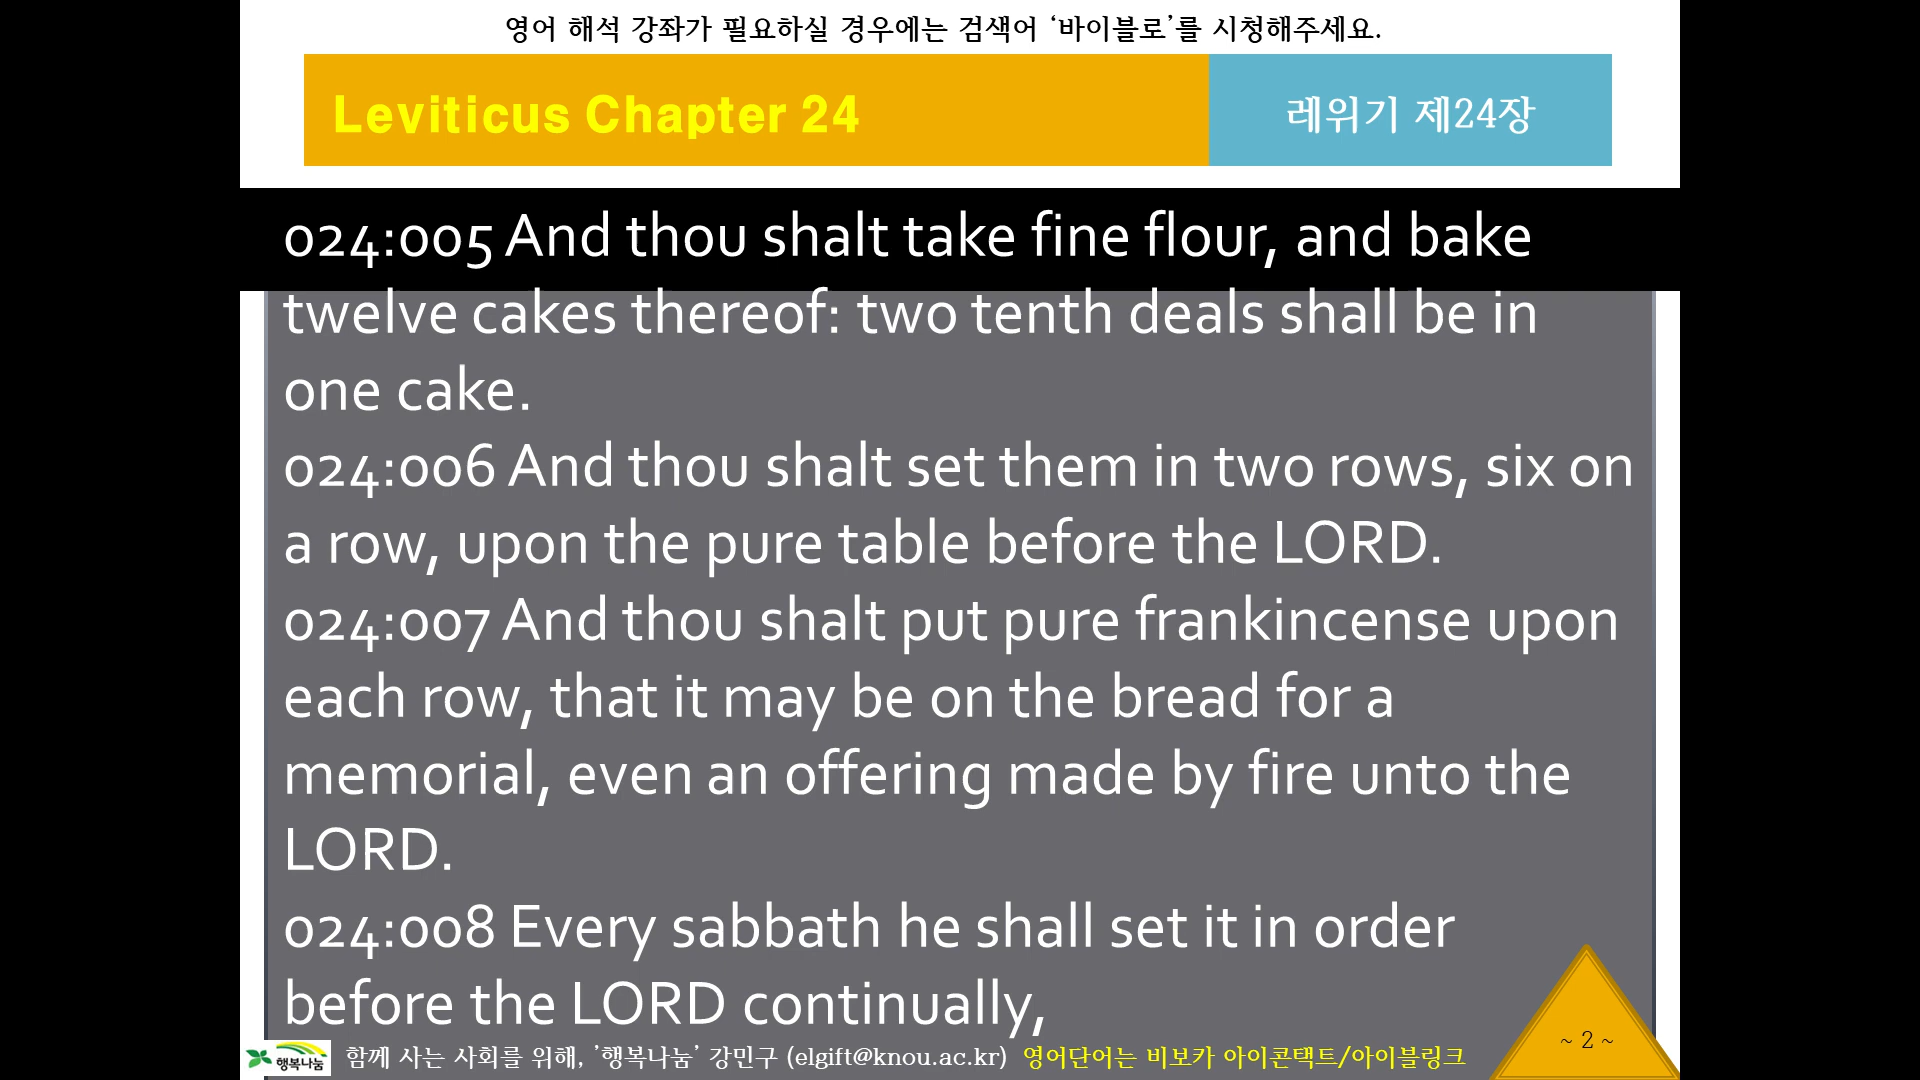 영어 해석 강좌가 필요하실 경우에는 검색어 ‘바이블로’를 시청해주세요.
Leviticus Chapter 24
레위기 제24장
024:005 And thou shalt take fine flour, and bake
twelve cakes thereof: two tenth deals shall be in
one cake.
024:006 And thou shalt set them in two rows, six on
a row, upon the pure table before the LORD.
024:007 And thou shalt put pure frankincense upon
each row, that it may be on the bread for a
memorial, even an offering made by fire unto the
LORD.
024:008 Every sabbath he shall set it in order
before the LORD continually,
~ 2 ~
행복나눔 함께 사는 사회를 위해, ’행복나눔’ 강민구 (elgift@knou.ac.kr) 영어단어는 비보카 아이콘택트/아이블링크